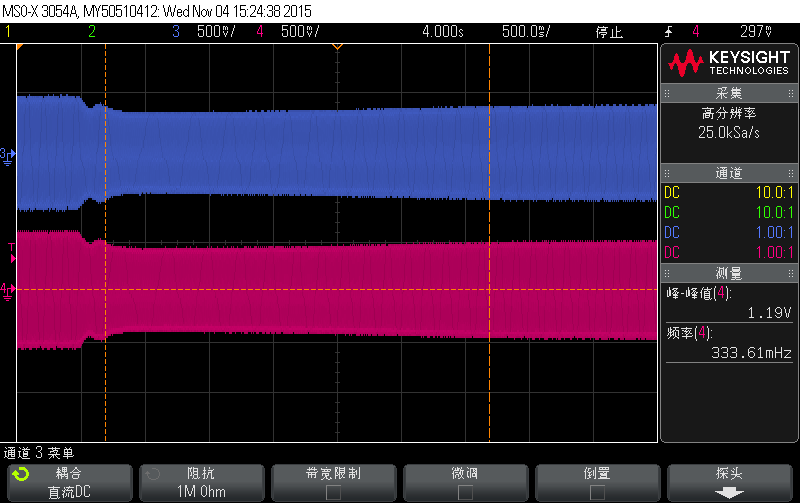 MSO-X 3054A, MY50510412: Wed Nov 04 15:24:38 2015
1 2 3 500♈/ 4 500♈/ 4.000s 500.0ms/ 停止 4 297♈
KEYSIGHT
TECHNOLOGIES
采集
高分辨率
25.0kSa/s
通道
DC 10.0:1
DC 10.0:1
DC 1.00:1
DC 1.00:1
测量
峰-峰值(4):
1.19V
频率(4):
333.61mHz
3
T
4
通道 3 菜单
耦合
直流DC
阻抗
1M Ohm
带宽限制
微调
倒置
探头